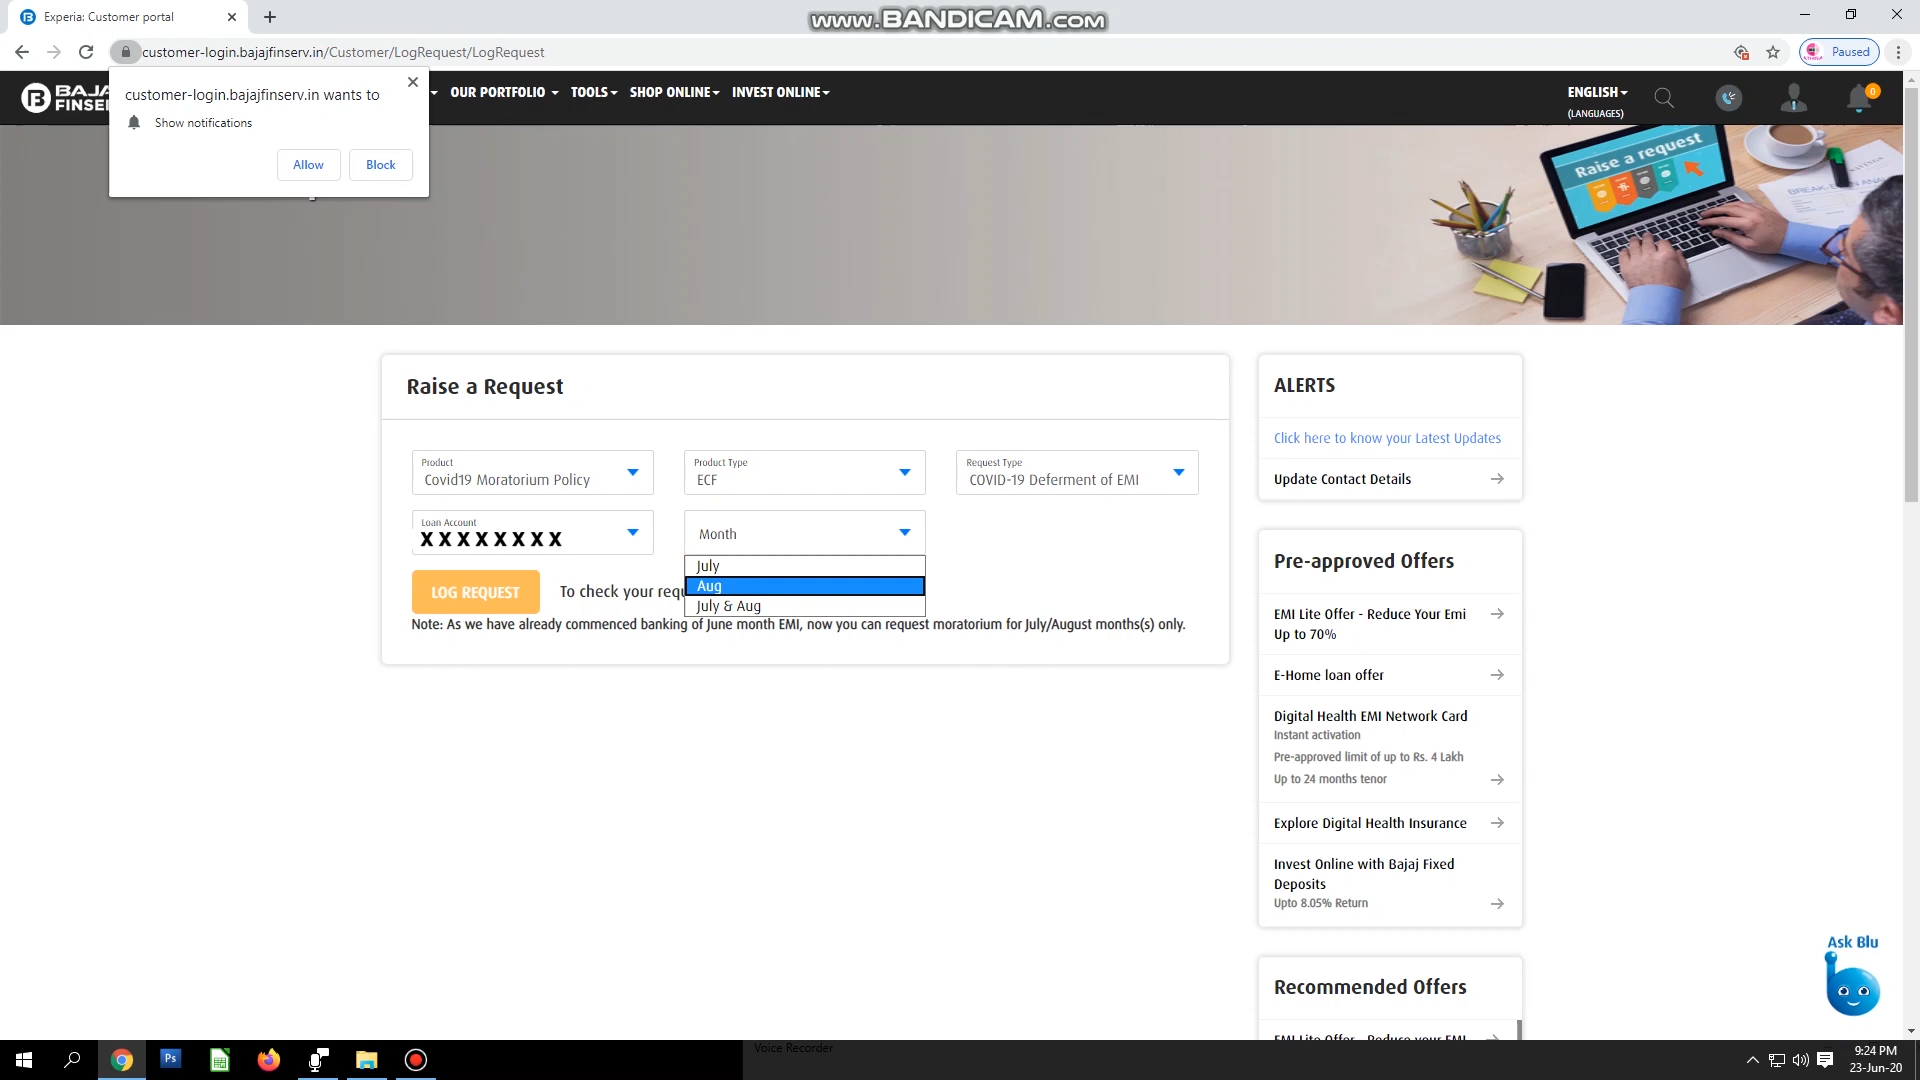 Experia: Customer portal
www.BANDICAM.com
customer-login.bajajfinserv.in/Customer/LogRequest/LogRequest
Paused
customer-login.bajajfinserv.in wants to
Show notifications
Allow
Block
OUR PORTFOLIO
TOOLS
SHOP ONLINE
INVEST ONLINE
ENGLISH
(LANGUAGES)
0
Raise a request
Raise a Request
Product
Covid19 Moratorium Policy
Product Type
ECF
Request Type
COVID-19 Deferment of EMI
Loan Account
X X X X X X X X
Month
July
Aug
July & Aug
LOG REQUEST
To check your requ
Note: As we have already commenced banking of June month EMI, now you can request moratorium for July/August months(s) only.
ALERTS
Click here to know your Latest Updates
Update Contact Details
Pre-approved Offers
EMI Lite Offer - Reduce Your Emi
Up to 70%
E-Home loan offer
Digital Health EMI Network Card
Instant activation
Pre-approved limit of up to Rs. 4 Lakh
Up to 24 months tenor
Explore Digital Health Insurance
Invest Online with Bajaj Fixed
Deposits
Upto 8.05% Return
Recommended Offers
EMI Lite Offer - Reduce your EMI
Ask Blu
Ps
Voice Recorder
9:24 PM
23-Jun-20